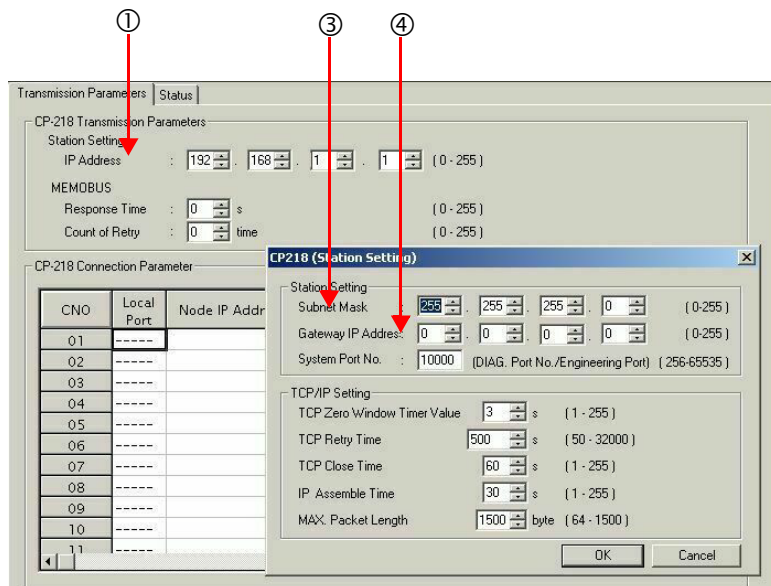 ① ③ ④
Transmission Parameters Status
CP-218 Transmission Parameters
Station Setting
IP Address : 192 . 168 . 1 . 1 ( 0 - 255 )
MEMOBUS
Response Time : 0 s ( 0 - 255 )
Count of Retry : 0 time ( 0 - 255 )
CP-218 Connection Parameter
CNO Local Port Node IP Addr
01 -----
02 -----
03 -----
04 -----
05 -----
06 -----
07 -----
08 -----
09 -----
10 -----
11 -----
CP218 (Station Setting)
Station Setting
Subnet Mask : 255 . 255 . 255 . 0 ( 0-255 )
Gateway IP Address : 0 . 0 . 0 . 0 ( 0-255 )
System Port No. : 10000 (DIAG. Port No./Engineering Port) ( 256-65535 )
TCP/IP Setting
TCP Zero Window Timer Value 3 s ( 1 - 255 )
TCP Retry Time 500 s ( 50 - 32000 )
TCP Close Time 60 s ( 1 - 255 )
IP Assemble Time 30 s ( 1 - 255 )
MAX. Packet Length 1500 byte ( 64 - 1500 )
OK Cancel